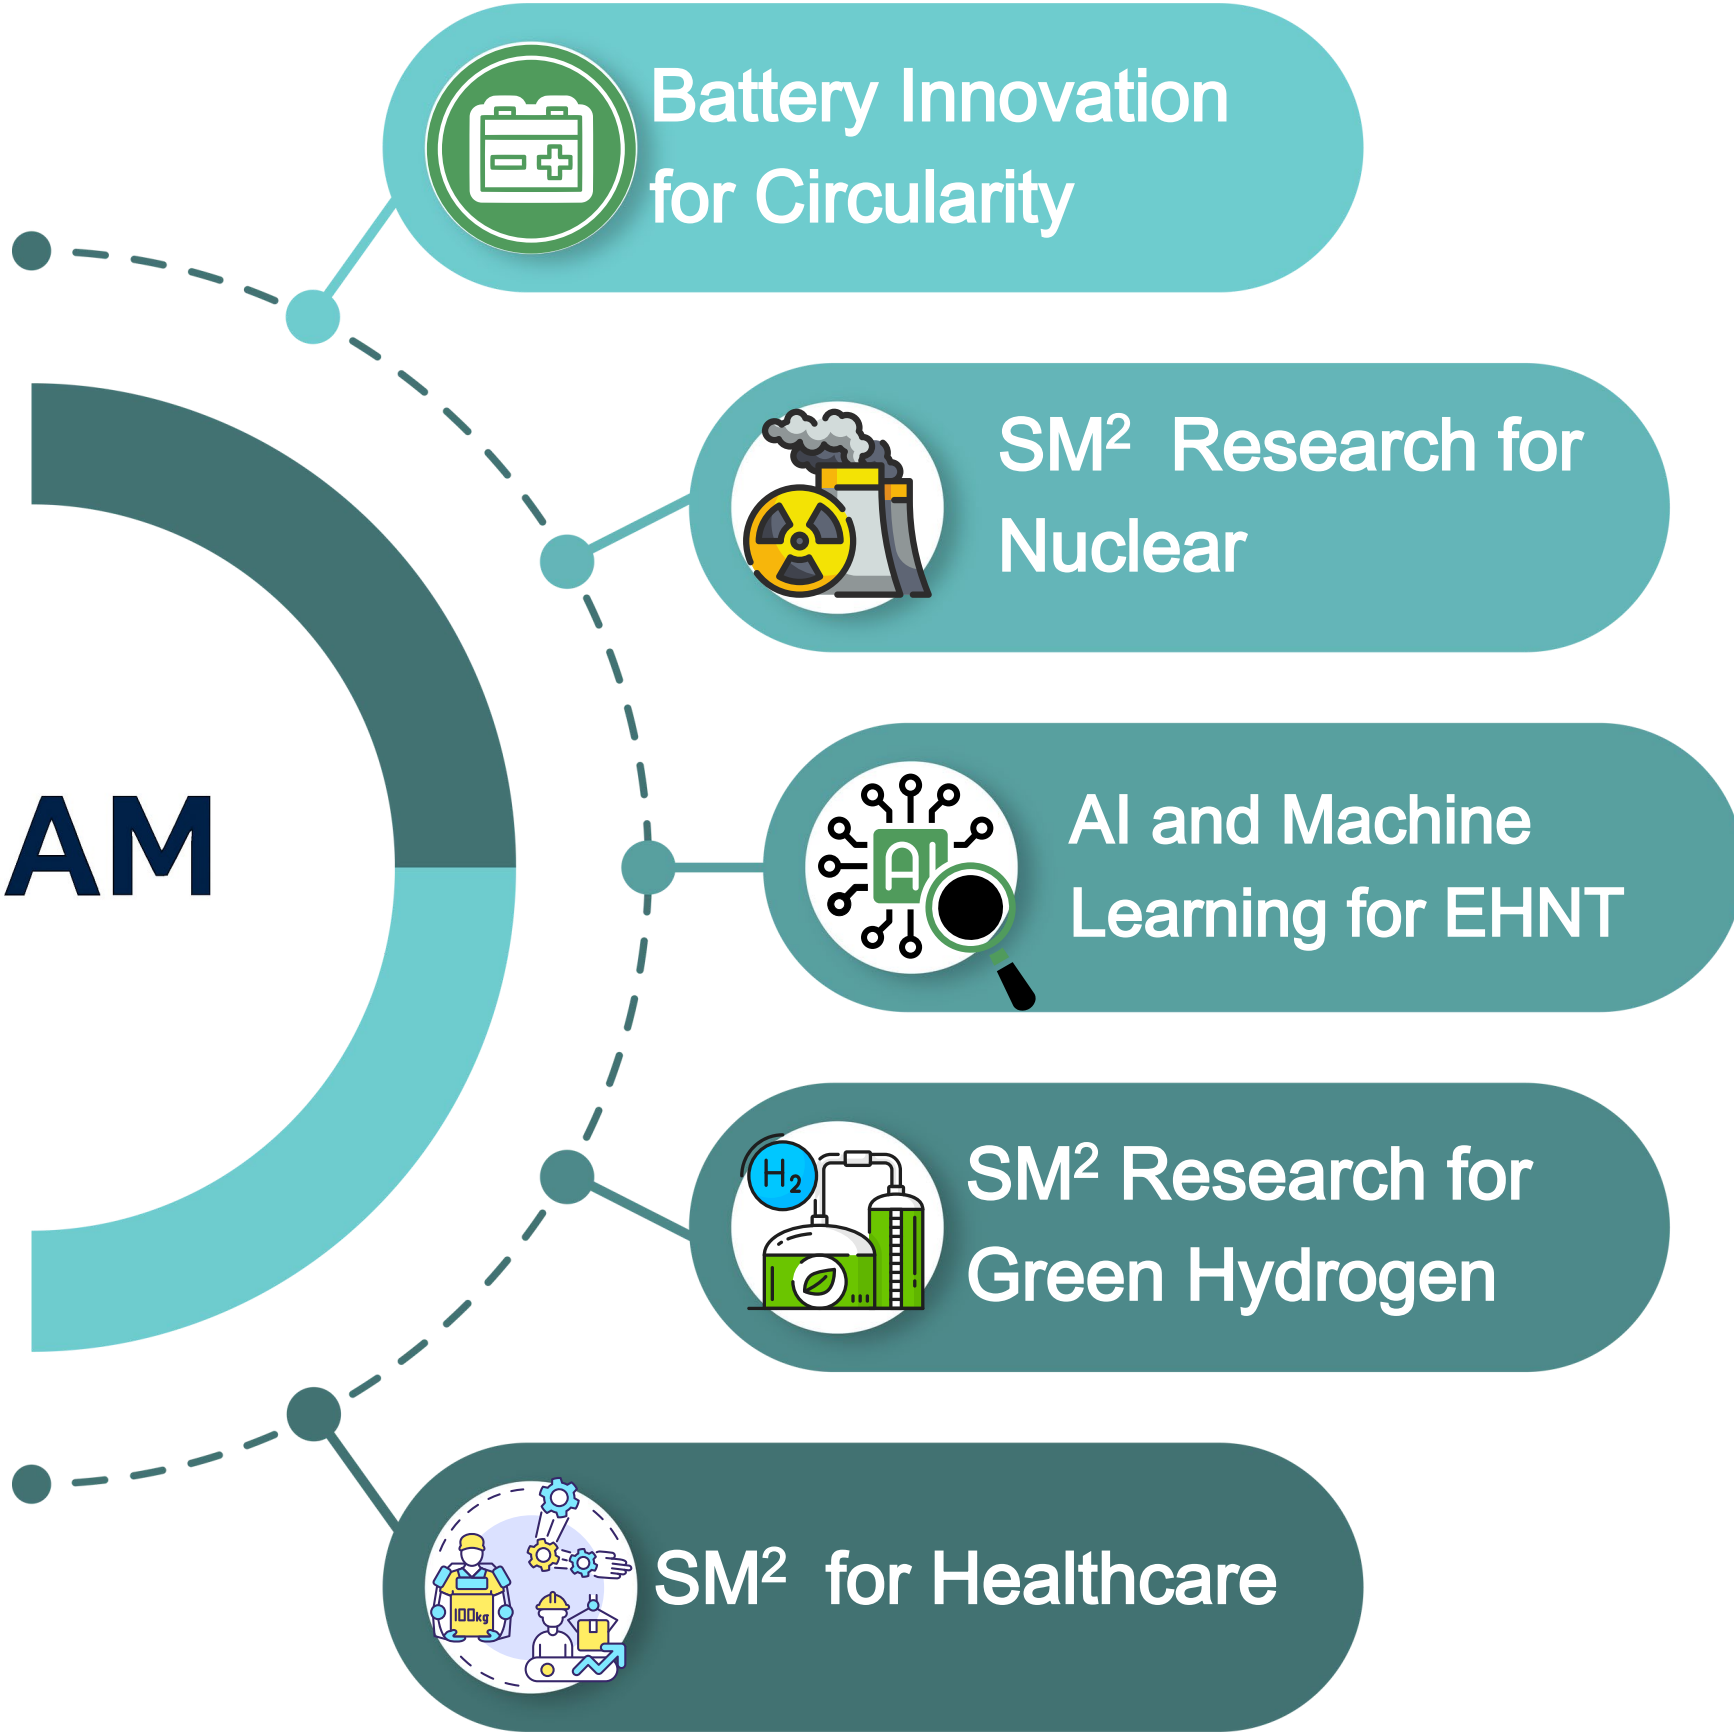 Battery Innovation
for Circularity
SM² Research for
Nuclear
AM
AI
AI and Machine
Learning for EHNT
H₂
SM² Research for
Green Hydrogen
100kg
SM² for Healthcare